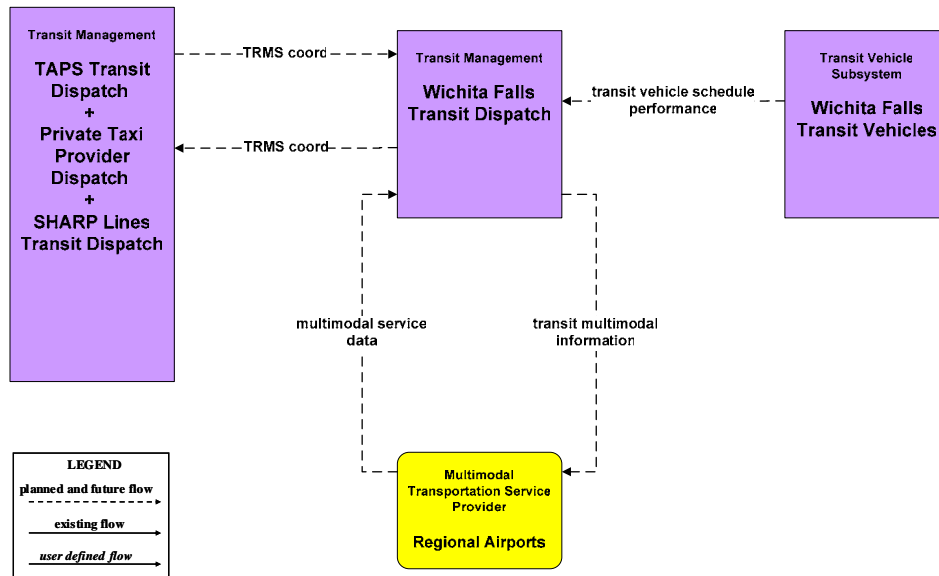 Transit Management
TAPS Transit
Dispatch
+
Private Taxi
Provider
Dispatch
+
SHARP Lines
Transit Dispatch
TRMS coord
TRMS coord
Transit Management
Wichita Falls
Transit Dispatch
transit vehicle schedule
performance
Transit Vehicle
Subsystem
Wichita Falls
Transit Vehicles
multimodal service
data
transit multimodal
information
Multimodal
Transportation Service
Provider
Regional Airports
LEGEND
planned and future flow
existing flow
user defined flow